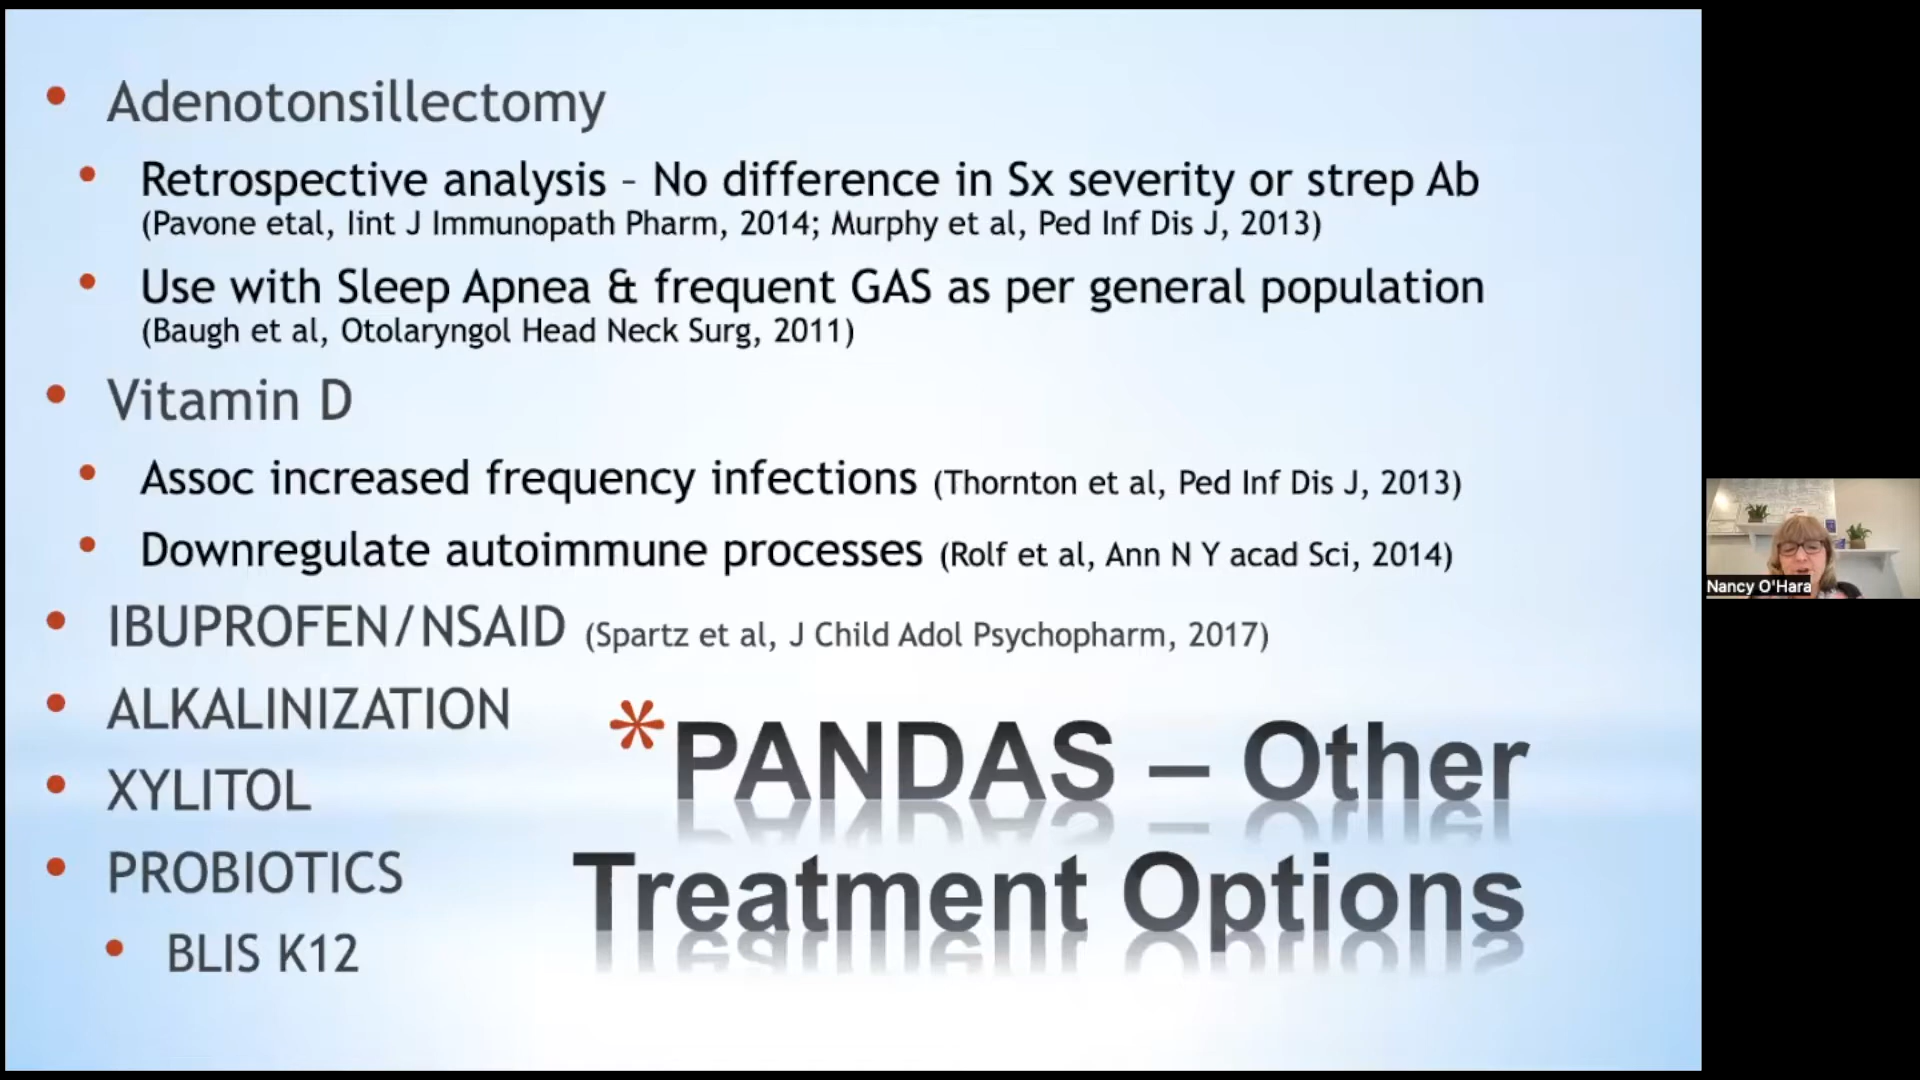 Adenotonsillectomy
Retrospective analysis – No difference in Sx severity or strep Ab
(Pavone etal, Iint J Immunopath Pharm, 2014; Murphy et al, Ped Inf Dis J, 2013)
Use with Sleep Apnea & frequent GAS as per general population
(Baugh et al, Otolaryngol Head Neck Surg, 2011)
Vitamin D
Assoc increased frequency infections (Thornton et al, Ped Inf Dis J, 2013)
Downregulate autoimmune processes (Rolf et al, Ann N Y acad Sci, 2014)
IBUPROFEN/NSAID (Spartz et al, J Child Adol Psychopharm, 2017)
ALKALINIZATION
XYLITOL
PROBIOTICS
BLIS K12
*PANDAS – Other
Treatment Options
Nancy O'Hara